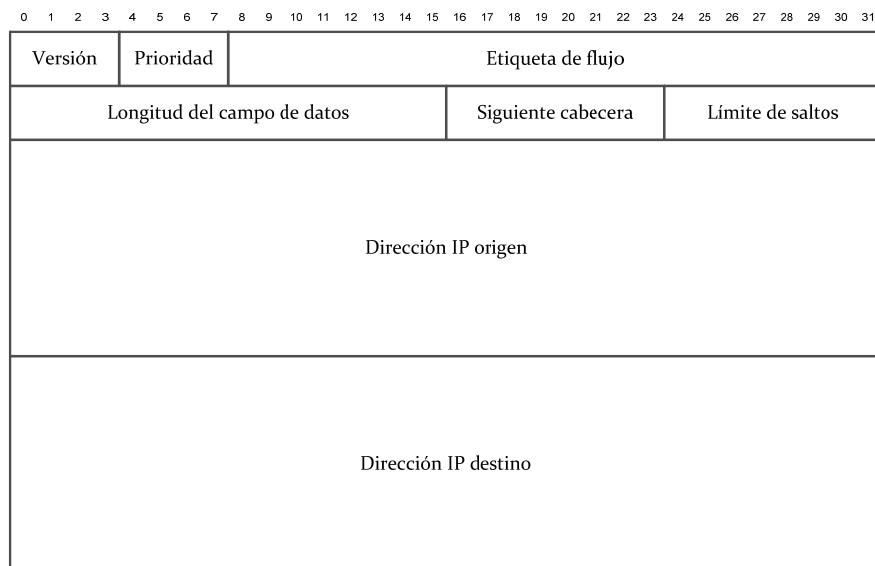 0 1 2 3 4 5 6 7 8 9 10 11 12 13 14 15 16 17 18 19 20 21 22 23 24 25 26 27 28 29 30 31
Versión Prioridad Etiqueta de flujo
Longitud del campo de datos Siguiente cabecera Límite de saltos
Dirección IP origen
Dirección IP destino